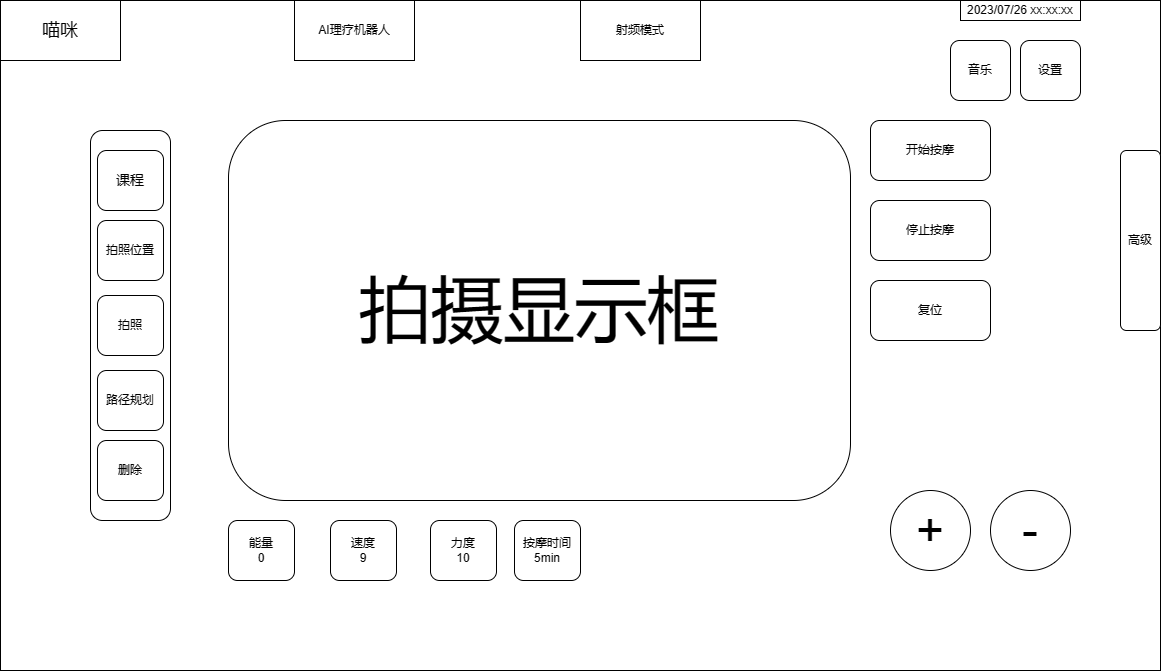 喵咪
AI理疗机器人
射频模式
2023/07/26 xx:xx:xx
音乐
设置
课程
拍照位置
拍照
路径规划
删除
拍摄显示框
开始按摩
停止按摩
复位
高级
能量
0
速度
9
力度
10
按摩时间
5min
+
-